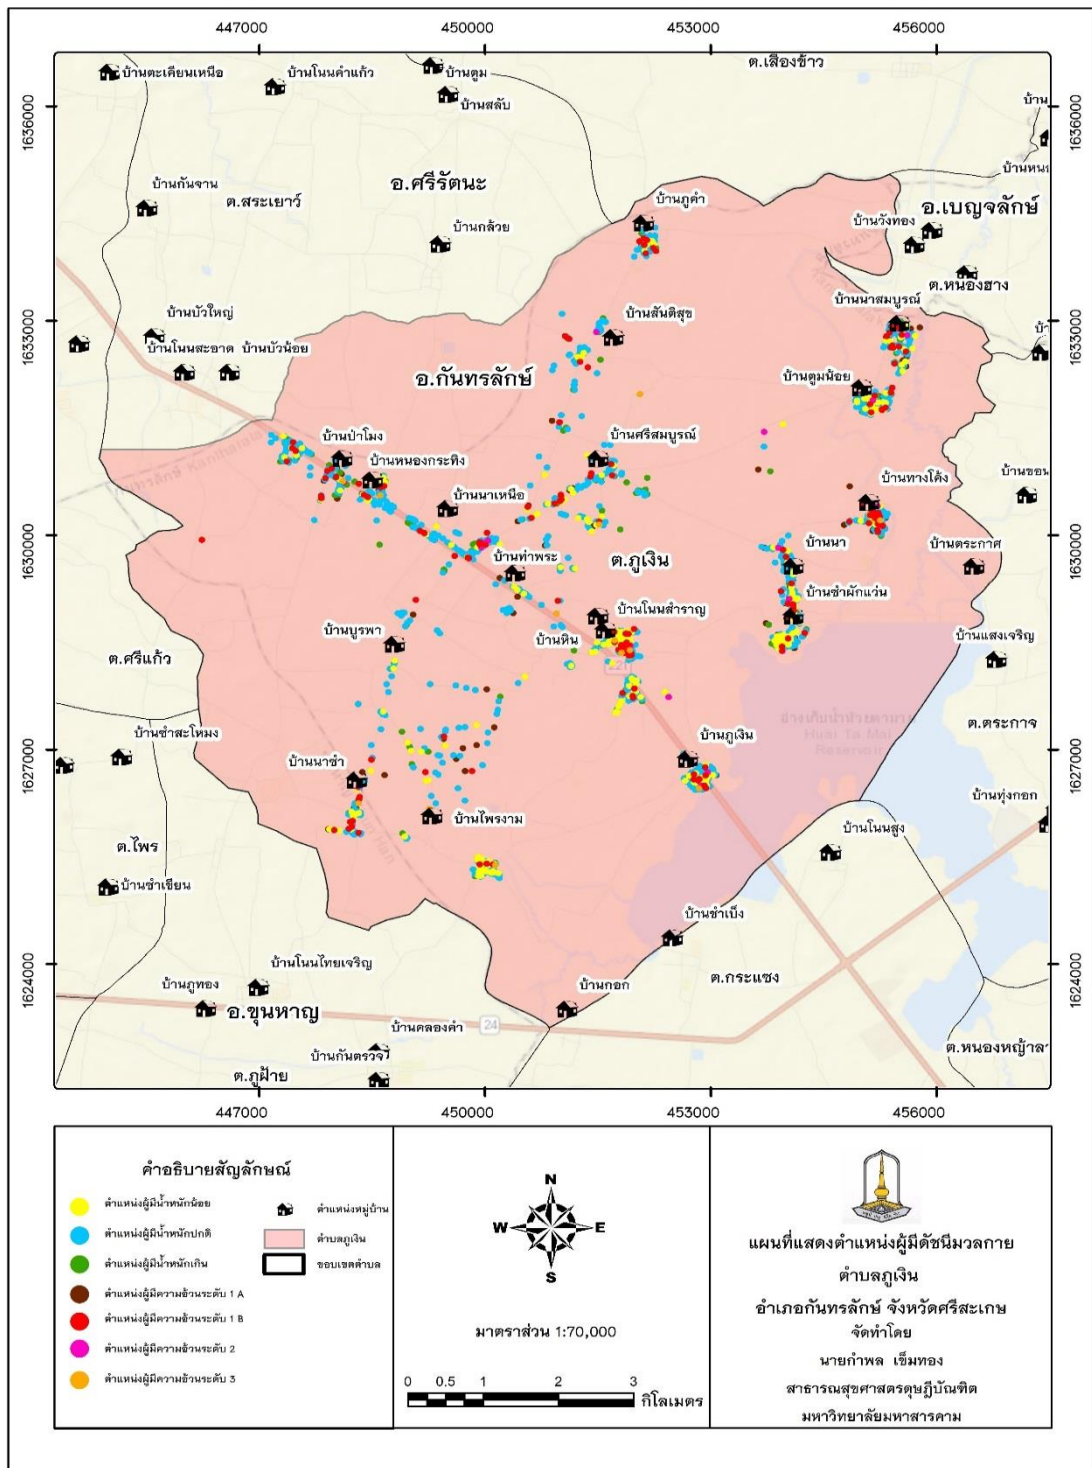 447000 450000 453000 456000
ต.เสืองข้าว
บ้านตะเคียนเหนือ
บ้านโนนคำแก้ว
บ้านตูม
บ้านสลับ
1636000
1636000
บ้านกันจาน
ต.สระเยาว์
อ.ศรีรัตนะ
บ้านกล้วย
บ้านภูคำ
บ้านวังทอง
อ.เบญจลักษ์
ต.หนองฮาง
บ้านนาสมบูรณ์
บ้านบัวใหญ่
บ้านสันติสุข
1633000
1633000
บ้านโนนสะอาด
บ้านบัวน้อย
อ.กันทรลักษ์
บ้านตูมน้อย
บ้านป่าโมง
บ้านหนองกระทิง
บ้านศรีสมบูรณ์
บ้านนาเหนือ
บ้านทางโค้ง
1630000
1630000
บ้านท่าพระ
ต.ภูเงิน
บ้านนา
บ้านตระกาศ
บ้านซำผักแว่น
บ้านโนนสำราญ
บ้านหิน
บ้านบูรพา
บ้านแสงเจริญ
ต.ศรีแก้ว
221
ต.ตระกาจ
Huai Ta Mai
Reservoir
บ้านซำสะโหมง
บ้านภูเงิน
1627000
1627000
บ้านนาซำ
บ้านไพรงาม
บ้านทุ่งกอก
บ้านโนนสูง
ต.ไพร
บ้านซำเขียน
บ้านซำเบ็ง
ต.กระแชง
บ้านโนนไทยเจริญ
บ้านภูทอง
บ้านกอก
1624000
1624000
อ.ขุนหาญ
บ้านคลองคำ
24
บ้านกันตรวจ
ต.ภูฝ้าย
447000 450000 453000 456000
คำอธิบายสัญลักษณ์
ตำแหน่งผู้มีน้ำหนักน้อย
ตำแหน่งผู้มีน้ำหนักปกติ
ตำแหน่งผู้มีน้ำหนักเกิน
ตำแหน่งผู้มีความอ้วนระดับ 1 A
ตำแหน่งผู้มีความอ้วนระดับ 1 B
ตำแหน่งผู้มีความอ้วนระดับ 2
ตำแหน่งผู้มีความอ้วนระดับ 3
ตำแหน่งหมู่บ้าน
ตำบลภูเงิน
ขอบเขตตำบล
N
W E
S
มาตราส่วน 1:70,000
0 0.5 1 2 3
กิโลเมตร
แผนที่แสดงตำแหน่งผู้มีดัชนีมวลกาย
ตำบลภูเงิน
อำเภอกันทรลักษ์ จังหวัดศรีสะเกษ
จัดทำโดย
นายกำพล เข็มทอง
สาธารณสุขศาสตรดุษฎีบัณฑิต
มหาวิทยาลัยมหาสารคาม